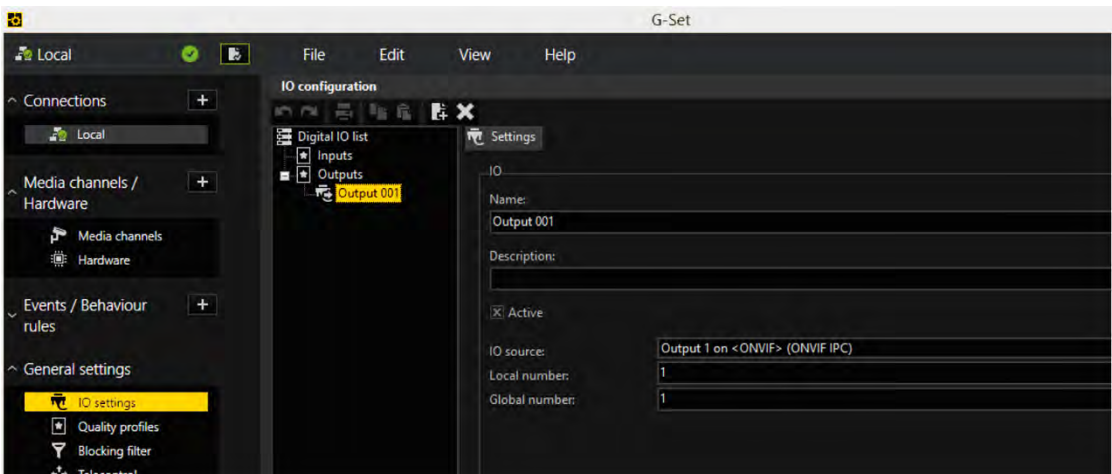 G-Set
Local
File Edit View Help
Connections
Local
Media channels /
Hardware
Media channels
Hardware
Events / Behaviour
rules
General settings
IO settings
Quality profiles
Blocking filter
Telecontrol
IO configuration
Digital IO list
Inputs
Outputs
Output 001
Settings
IO
Name:
Output 001
Description:
Active
IO source: Output 1 on <ONVIF> (ONVIF IPC)
Local number: 1
Global number: 1